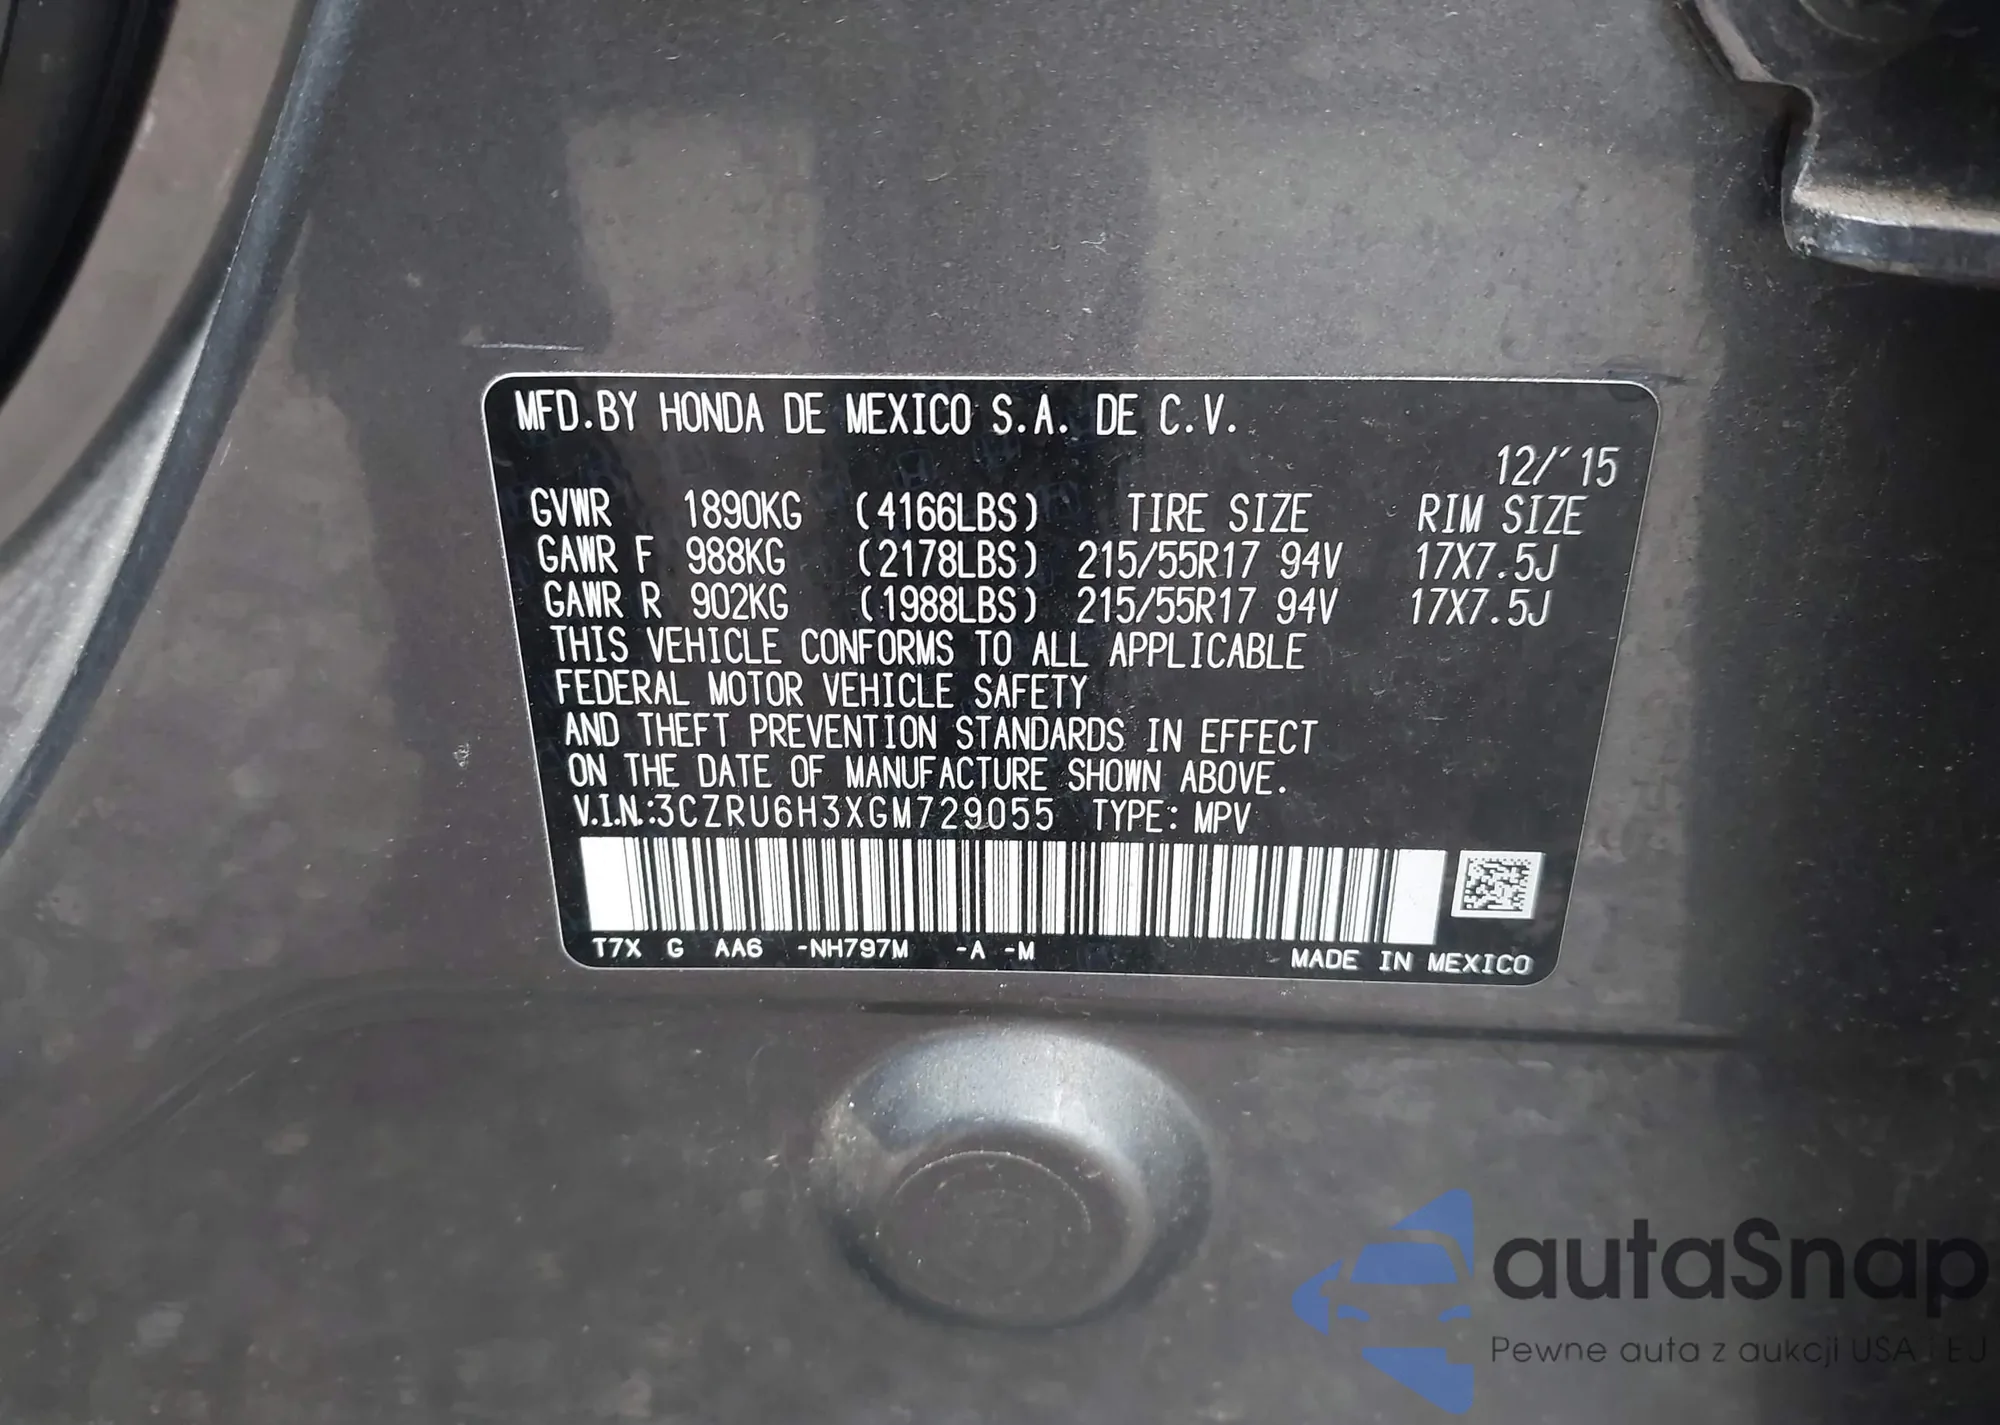 MFD.BY HONDA DE MEXICO S.A. DE C.V.
12/´15
GVWR 1890KG (4166LBS) TIRE SIZE RIM SIZE
GAWR F 988KG (2178LBS) 215/55R17 94V 17X7.5J
GAWR R 902KG (1988LBS) 215/55R17 94V 17X7.5J
THIS VEHICLE CONFORMS TO ALL APPLICABLE
FEDERAL MOTOR VEHICLE SAFETY
AND THEFT PREVENTION STANDARDS IN EFFECT
ON THE DATE OF MANUFACTURE SHOWN ABOVE.
V.I.N.:3CZRU6H3XGM729055 TYPE: MPV
T7X G AA6 -NH797M -A -M MADE IN MEXICO
autaSnap
Pewne auta z aukcji USA i EU